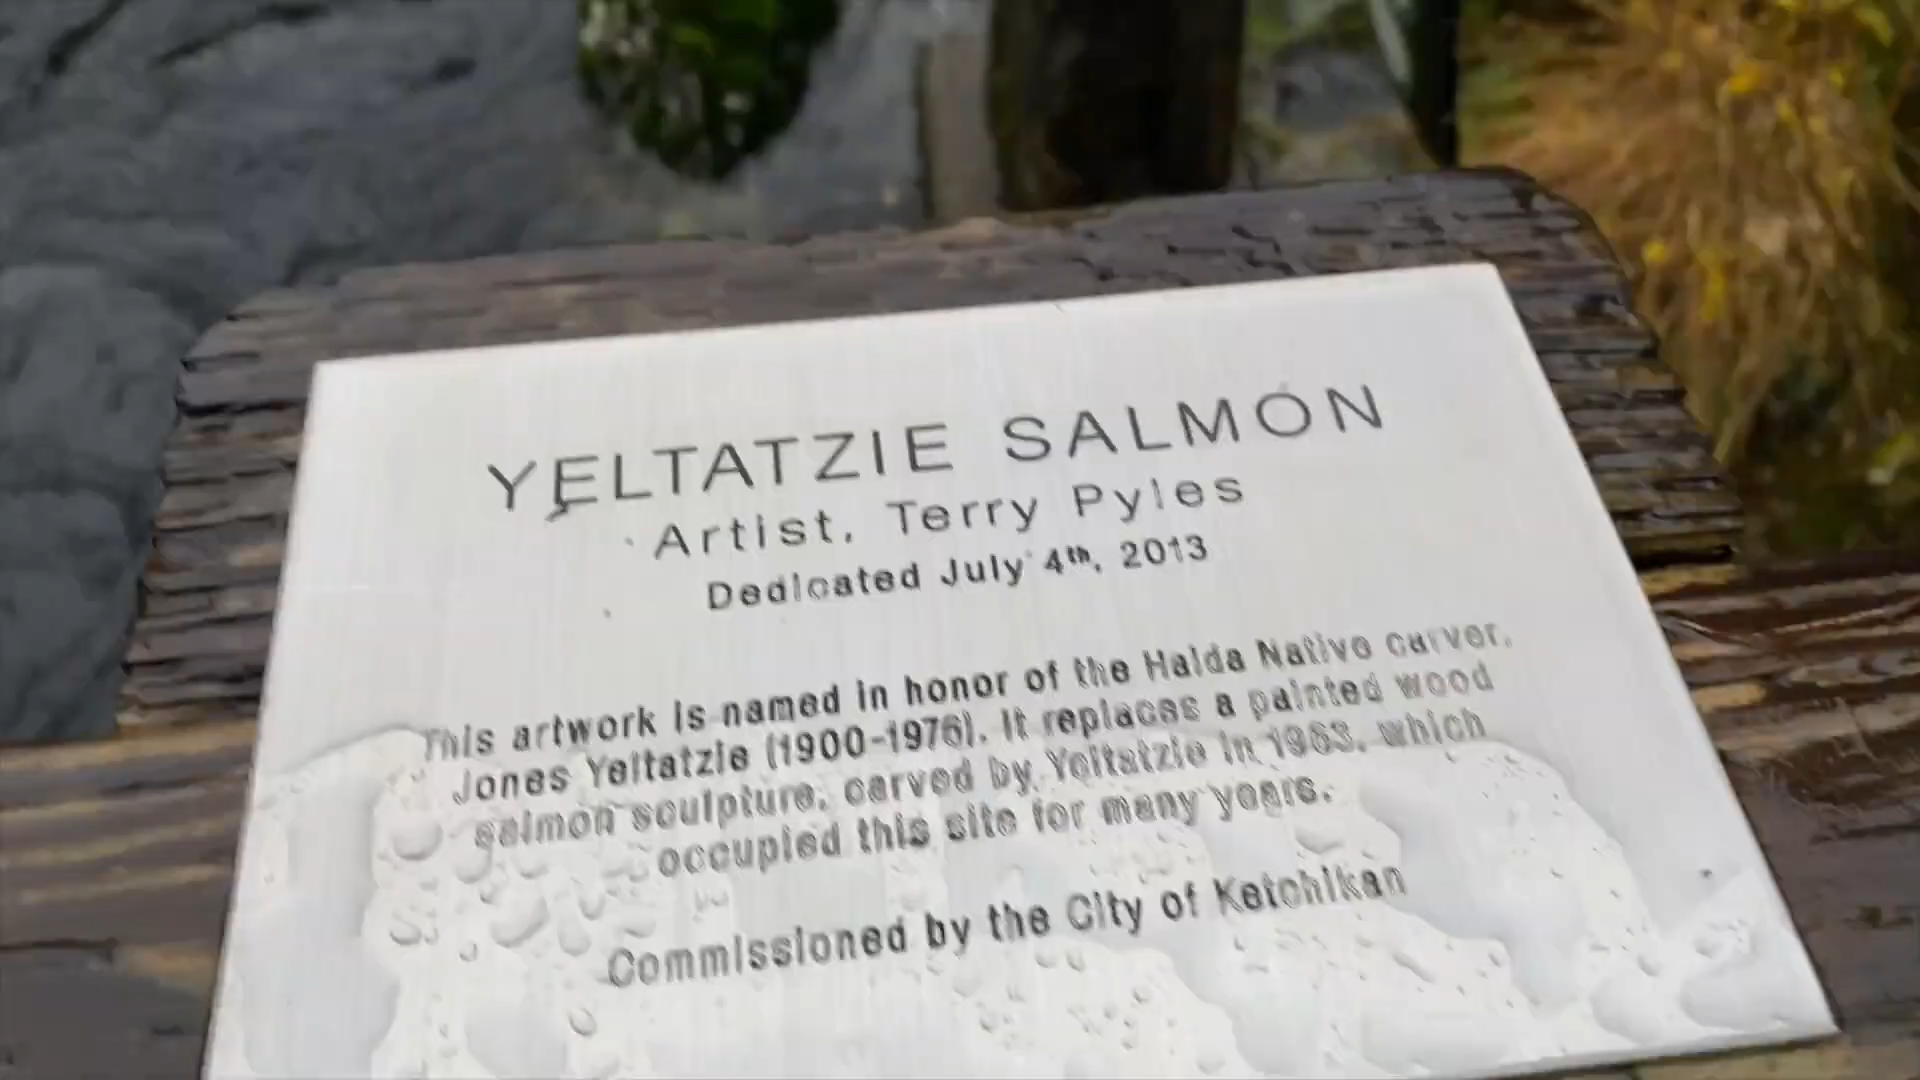 YELTATZIE SALMON
Artist, Terry Pyles
Dedicated July 4th, 2013
This artwork is named in honor of the Haida Native carver,
Jones Yeltatzie (1900-1976). It replaces a painted wood
salmon sculpture, carved by Yeltatzie in 1963, which
occupied this site for many years.
Commissioned by the City of Ketchikan